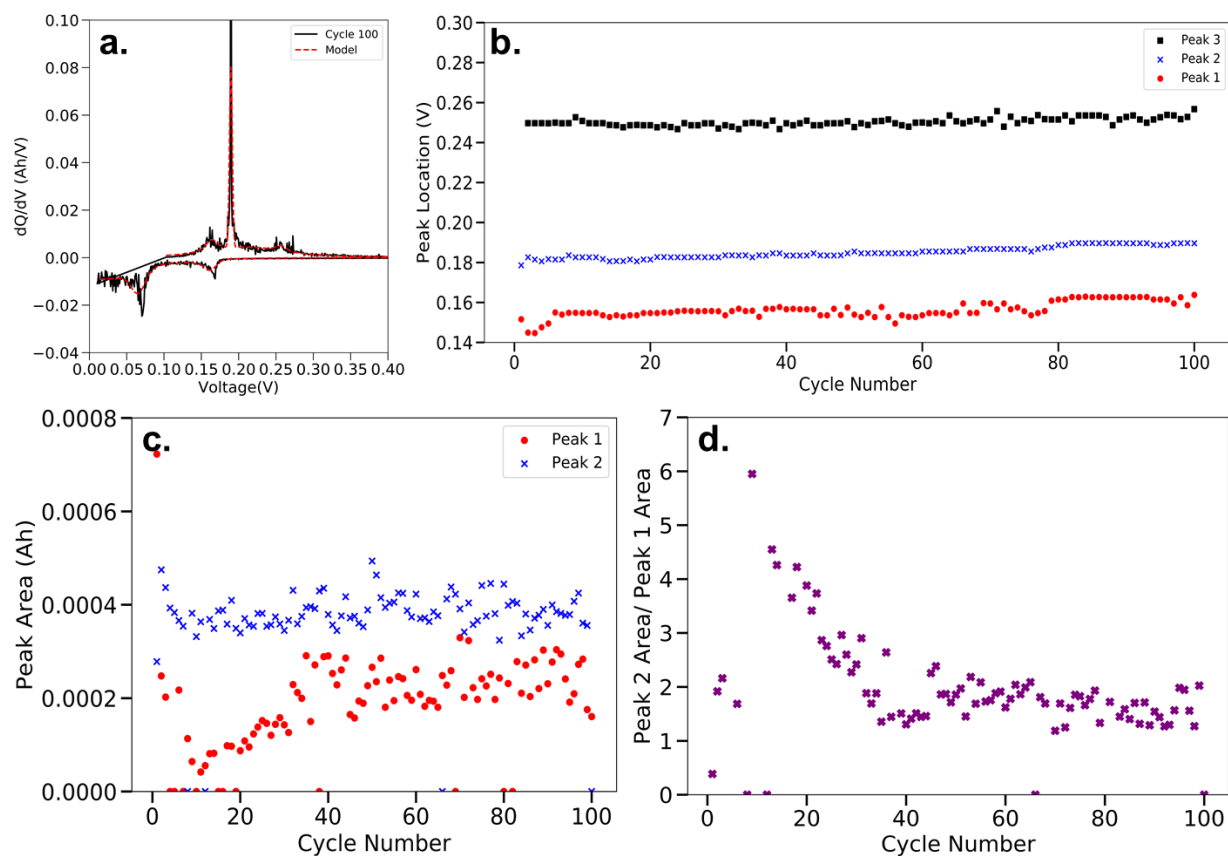 a.
Cycle 100
Model
0.10
0.08
0.06
0.04
0.02
0.00
−0.02
−0.04
dQ/dV (Ah/V)
0.00 0.05 0.10 0.15 0.20 0.25 0.30 0.35 0.40
Voltage(V)
b.
Peak 3
Peak 2
Peak 1
0.30
0.28
0.26
0.24
0.22
0.20
0.18
0.16
0.14
Peak Location (V)
0 20 40 60 80 100
Cycle Number
c.
Peak 1
Peak 2
0.0008
0.0006
0.0004
0.0002
0.0000
Peak Area (Ah)
0 20 40 60 80 100
Cycle Number
d.
7
6
5
4
3
2
1
0
Peak 2 Area/ Peak 1 Area
0 20 40 60 80 100
Cycle Number